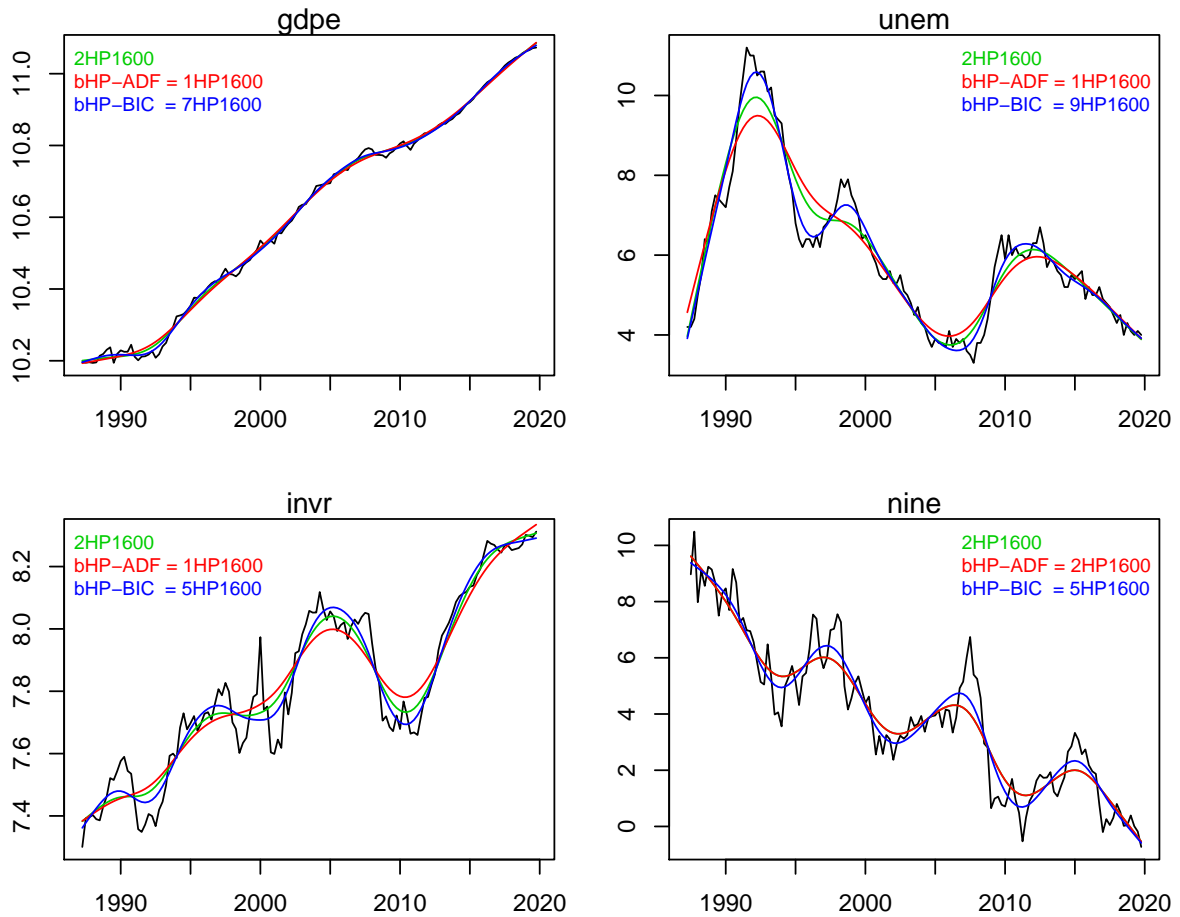 gdpe
2HP1600
bHP−ADF = 1HP1600
bHP−BIC = 7HP1600
10.2 10.4 10.6 10.8 11.0
1990 2000 2010 2020
unem
2HP1600
bHP−ADF = 1HP1600
bHP−BIC = 9HP1600
4 6 8 10
1990 2000 2010 2020
invr
2HP1600
bHP−ADF = 1HP1600
bHP−BIC = 5HP1600
7.4 7.6 7.8 8.0 8.2
1990 2000 2010 2020
nine
2HP1600
bHP−ADF = 2HP1600
bHP−BIC = 5HP1600
0 2 4 6 8 10
1990 2000 2010 2020